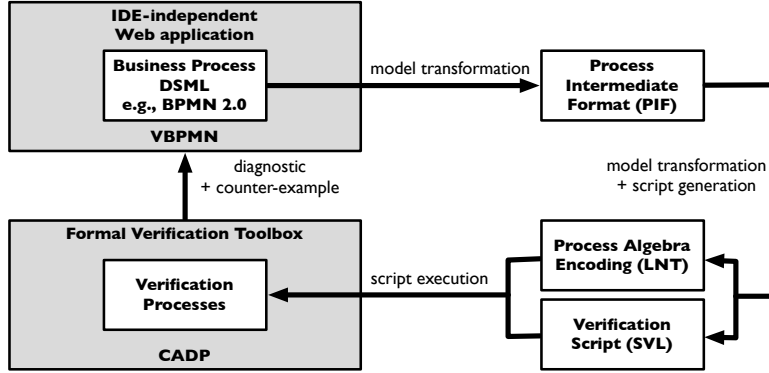 IDE-independent
Web application
Business Process
DSML
e.g., BPMN 2.0
VBPMN
model transformation
Process
Intermediate
Format (PIF)
diagnostic
+ counter-example
model transformation
+ script generation
Formal Verification Toolbox
Verification
Processes
CADP
script execution
Process Algebra
Encoding (LNT)
Verification
Script (SVL)